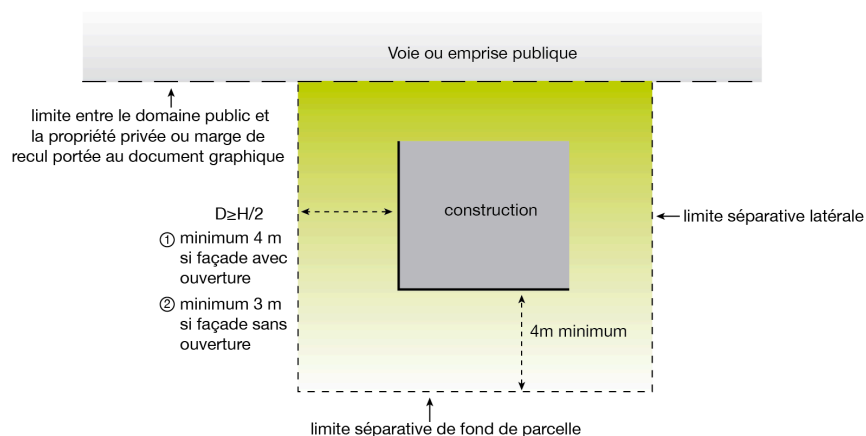 Voie ou emprise publique
limite entre le domaine public et
la propriété privée ou marge de
recul portée au document graphique
D≥H/2
① minimum 4 m
si façade avec
ouverture
② minimum 3 m
si façade sans
ouverture
construction
limite séparative latérale
4m minimum
limite séparative de fond de parcelle